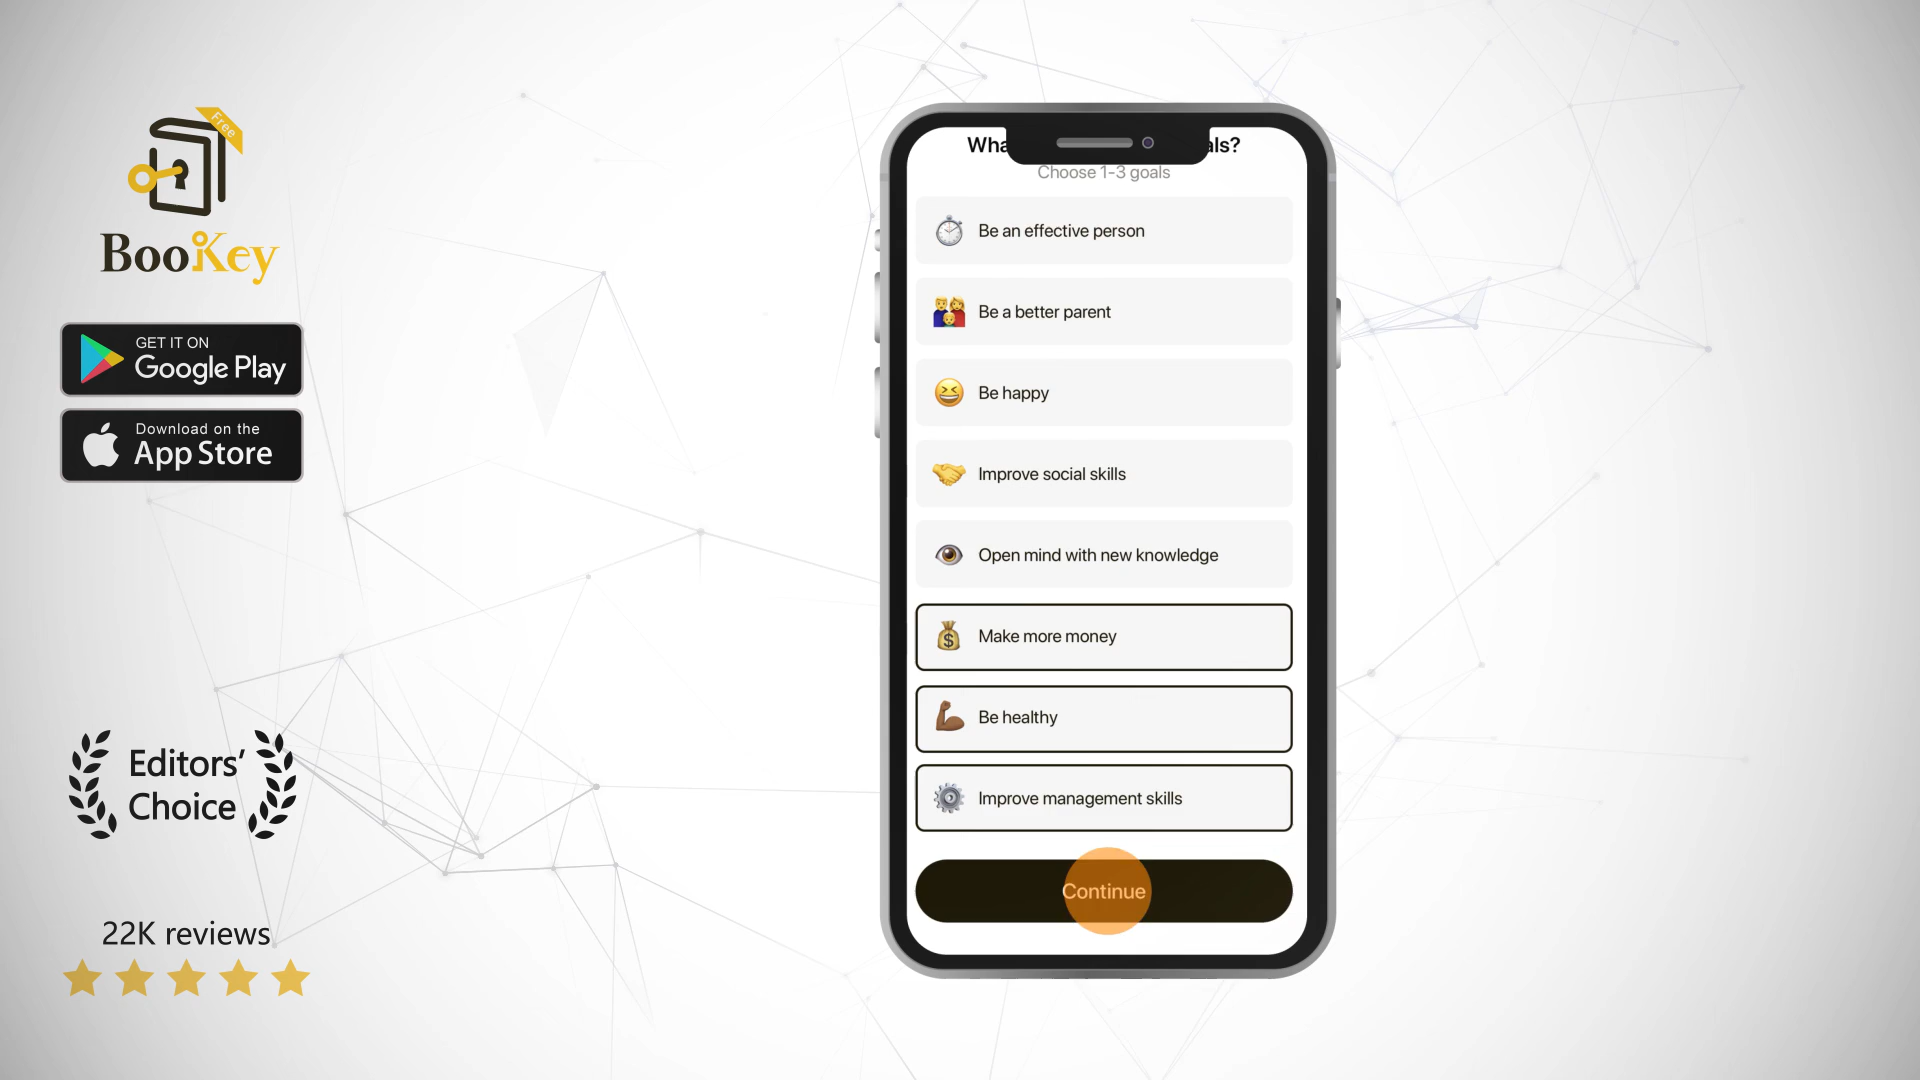 Free
BooKey
GET IT ON
Google Play
Download on the
App Store
Editors’
Choice
22K reviews
Wha als?
Choose 1-3 goals
Be an effective person
Be a better parent
Be happy
Improve social skills
Open mind with new knowledge
Make more money
Be healthy
Improve management skills
Continue